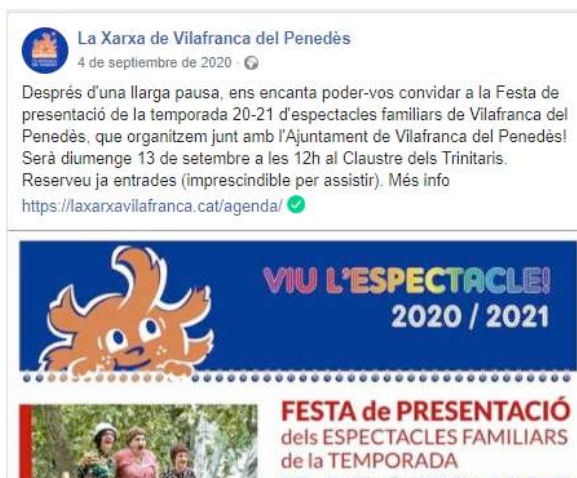 La Xarxa de Vilafranca del Penedès
4 de septiembre de 2020 ·
Després d'una llarga pausa, ens encanta poder-vos convidar a la Festa de
presentació de la temporada 20-21 d'espectacles familiars de Vilafranca del
Penedès, que organitzem junt amb l'Ajuntament de Vilafranca del Penedès!
Serà diumenge 13 de setembre a les 12h al Claustre dels Trinitaris.
Reserveu ja entrades (imprescindible per assistir). Més info
https://laxarxavilafranca.cat/agenda/
VIU L'ESPECTACLE!
2020 / 2021
FESTA de PRESENTACIÓ
dels ESPECTACLES FAMILIARS
de la TEMPORADA